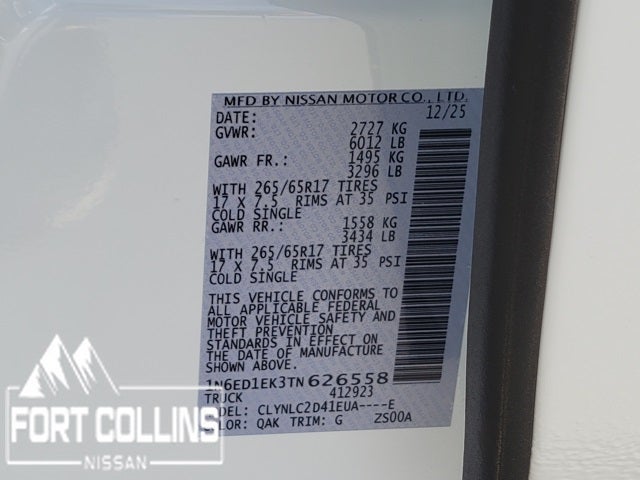 MFD BY NISSAN MOTOR CO., LTD.
DATE: 12/25
GVWR: 2727 KG
6012 LB
GAWR FR.: 1495 KG
3296 LB
WITH 265/65R17 TIRES
17 X 7.5 RIMS AT 35 PSI
COLD SINGLE
GAWR RR.: 1558 KG
3434 LB
WITH 265/65R17 TIRES
17 X 7.5 RIMS AT 35 PSI
COLD SINGLE
THIS VEHICLE CONFORMS TO
ALL APPLICABLE FEDERAL
MOTOR VEHICLE SAFETY AND
THEFT PREVENTION
STANDARDS IN EFFECT ON
THE DATE OF MANUFACTURE
SHOWN ABOVE.
1N6ED1EK3TN626558
TRUCK 412923
DEL: CLYNLC2D41EUA----E
LOR: QAK TRIM: G ZS00A
FORT COLLINS
NISSAN